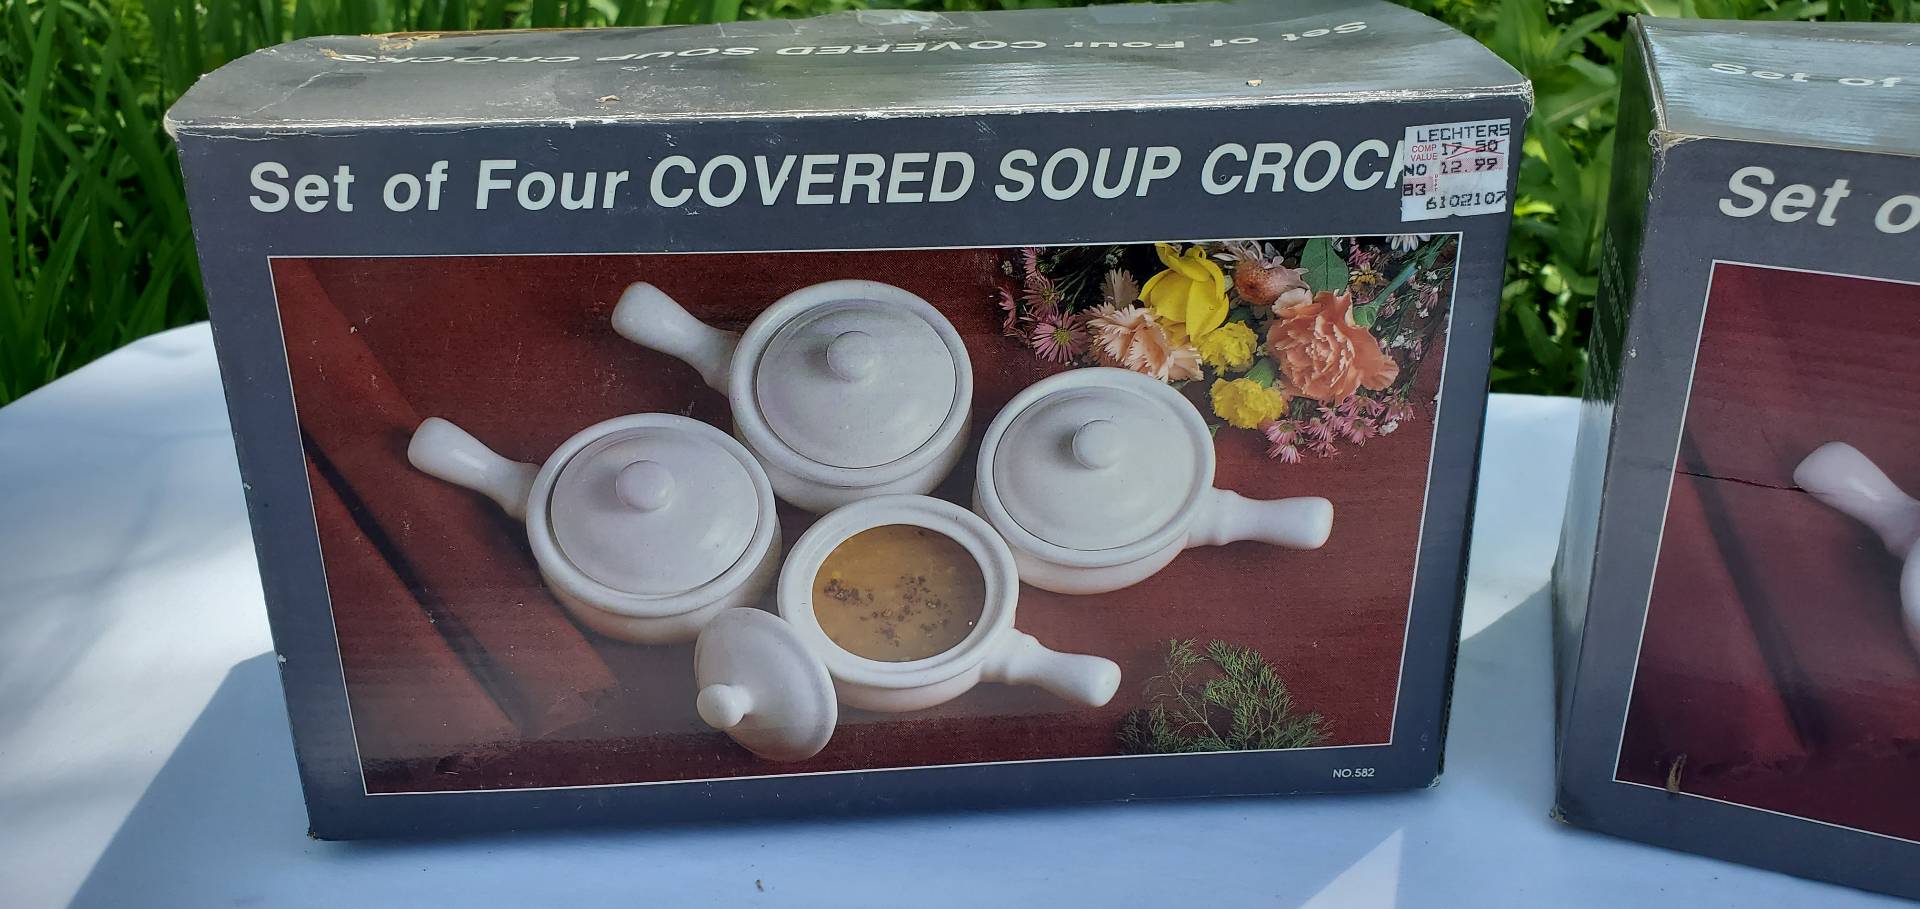 Set of Four COVERED SOUP CROCKS
Set of
Set of Four COVERED SOUP CROC
LECHTERS
COMP VALUE 17.50
NO 12.99
83
6102107
Set o
NO.582